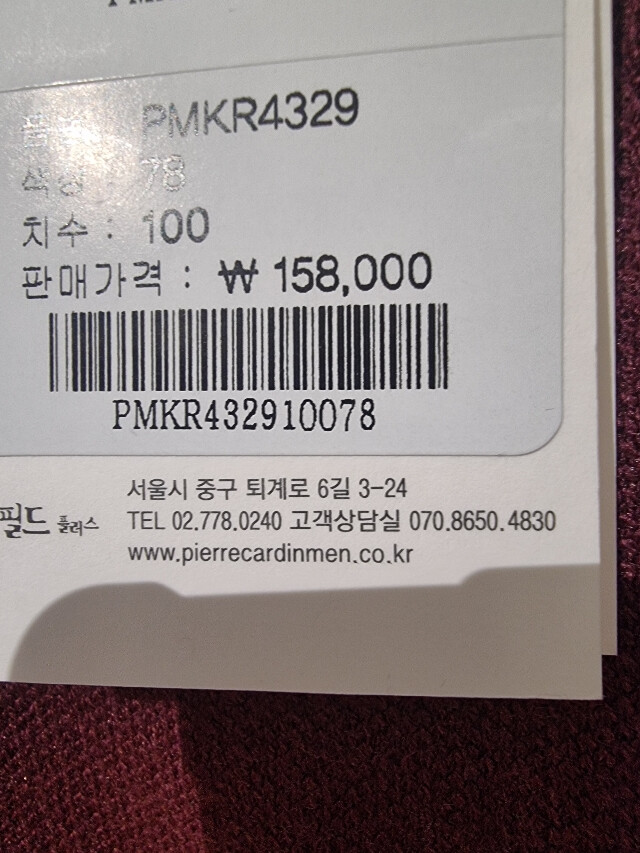 PMKR4329
색상 : 78
치수 : 100
판매가격 : ₩ 158,000
PMKR432910078
서울시 중구 퇴계로 6길 3-24
필드 플러스 TEL 02.778.0240 고객상담실 070.8650.4830
www.pierrecardinmen.co.kr